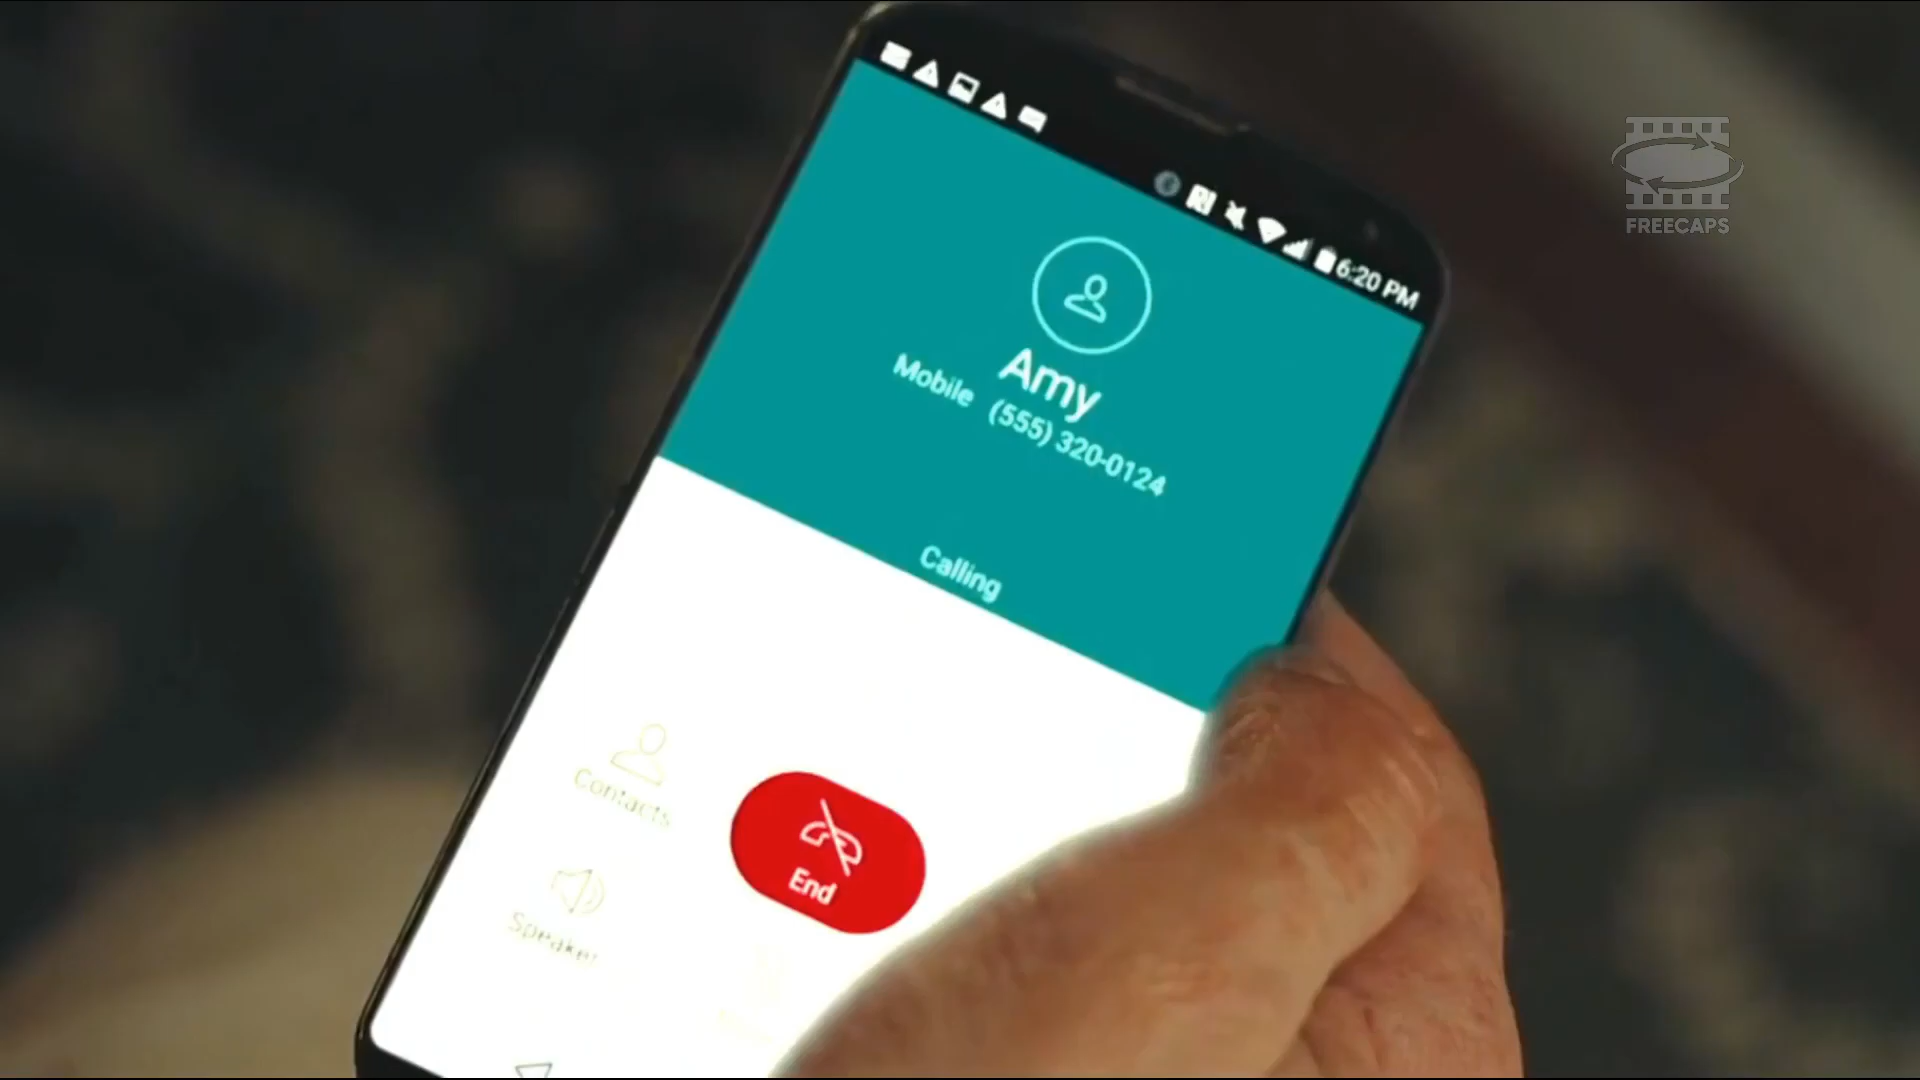 6:20 PM
FREECAPS
Amy
Mobile (555) 320-0124
Calling
Contacts
End
Speaker